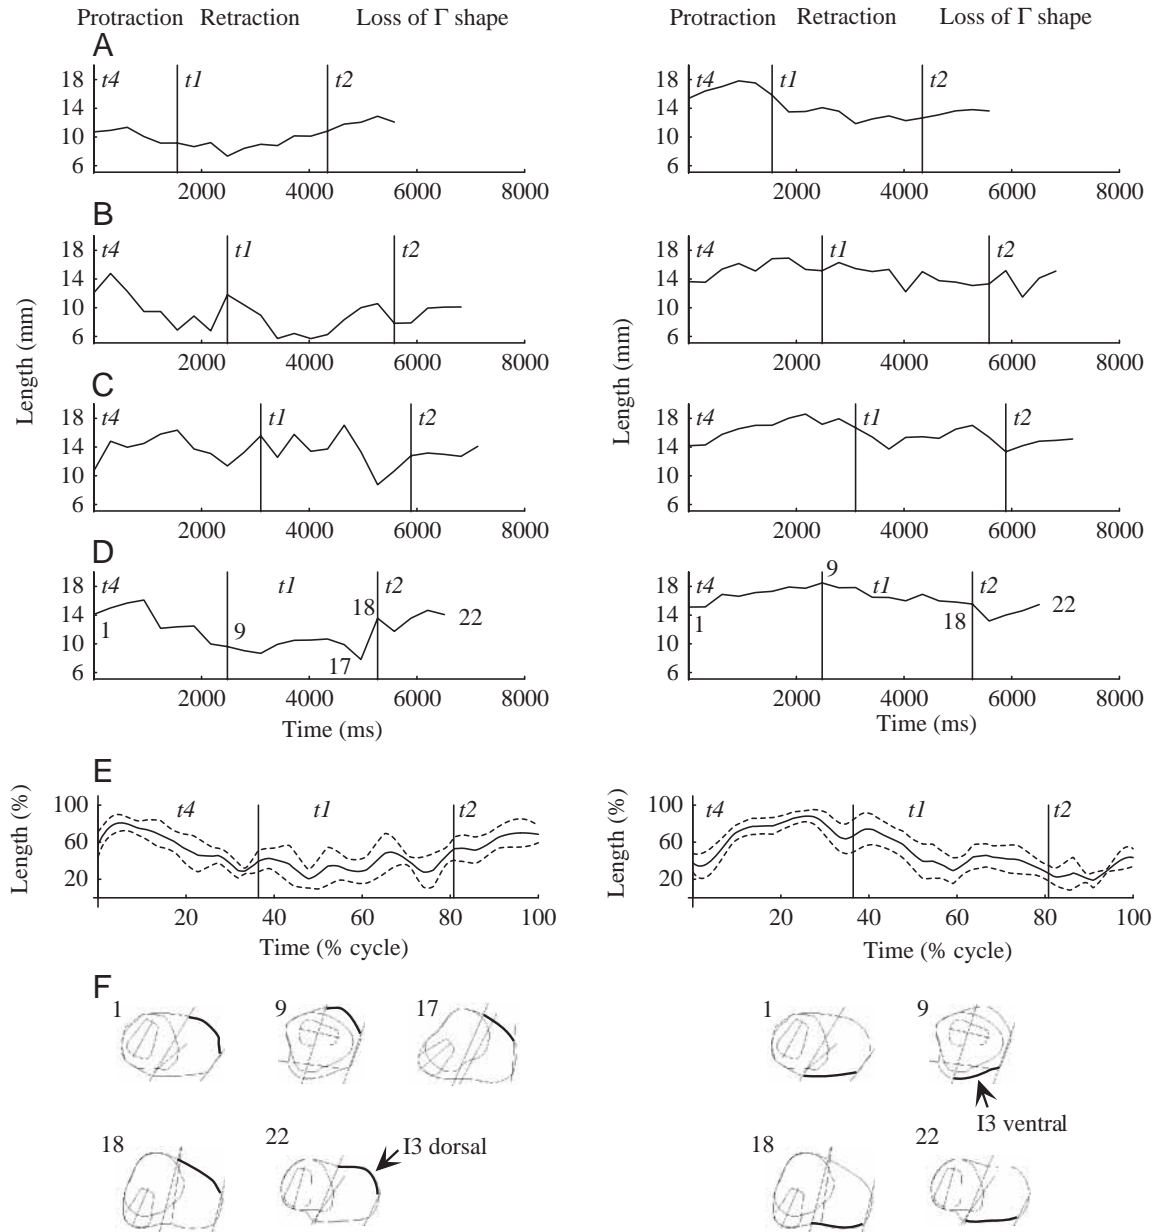 Protraction Retraction Loss of Γ shape Protraction Retraction Loss of Γ shape
A
18 t4 t1 t2 18 t4 t1 t2
14 14
10 10
6 6
2000 4000 6000 8000 2000 4000 6000 8000
B
18 t4 t1 t2 18 t4 t1 t2
14 14
10 10
6 6
2000 4000 6000 8000 2000 4000 6000 8000
Length (mm) Length (mm)
C
18 t4 t1 t2 18 t4 t1 t2
14 14
10 10
6 6
2000 4000 6000 8000 2000 4000 6000 8000
D
18 t4 t1 t2 18 t4 9 t1 t2
14 1 9 18 22 14 1 18 22
10 17 10
6 6
2000 4000 6000 8000 2000 4000 6000 8000
Time (ms) Time (ms)
E
Length (%) Length (%)
100 t4 t1 t2 100 t4 t1 t2
60 60
20 20
20 40 60 80 100 20 40 60 80 100
Time (% cycle) Time (% cycle)
F
1 9 17 1 9
I3 ventral
18 22 I3 dorsal 18 22